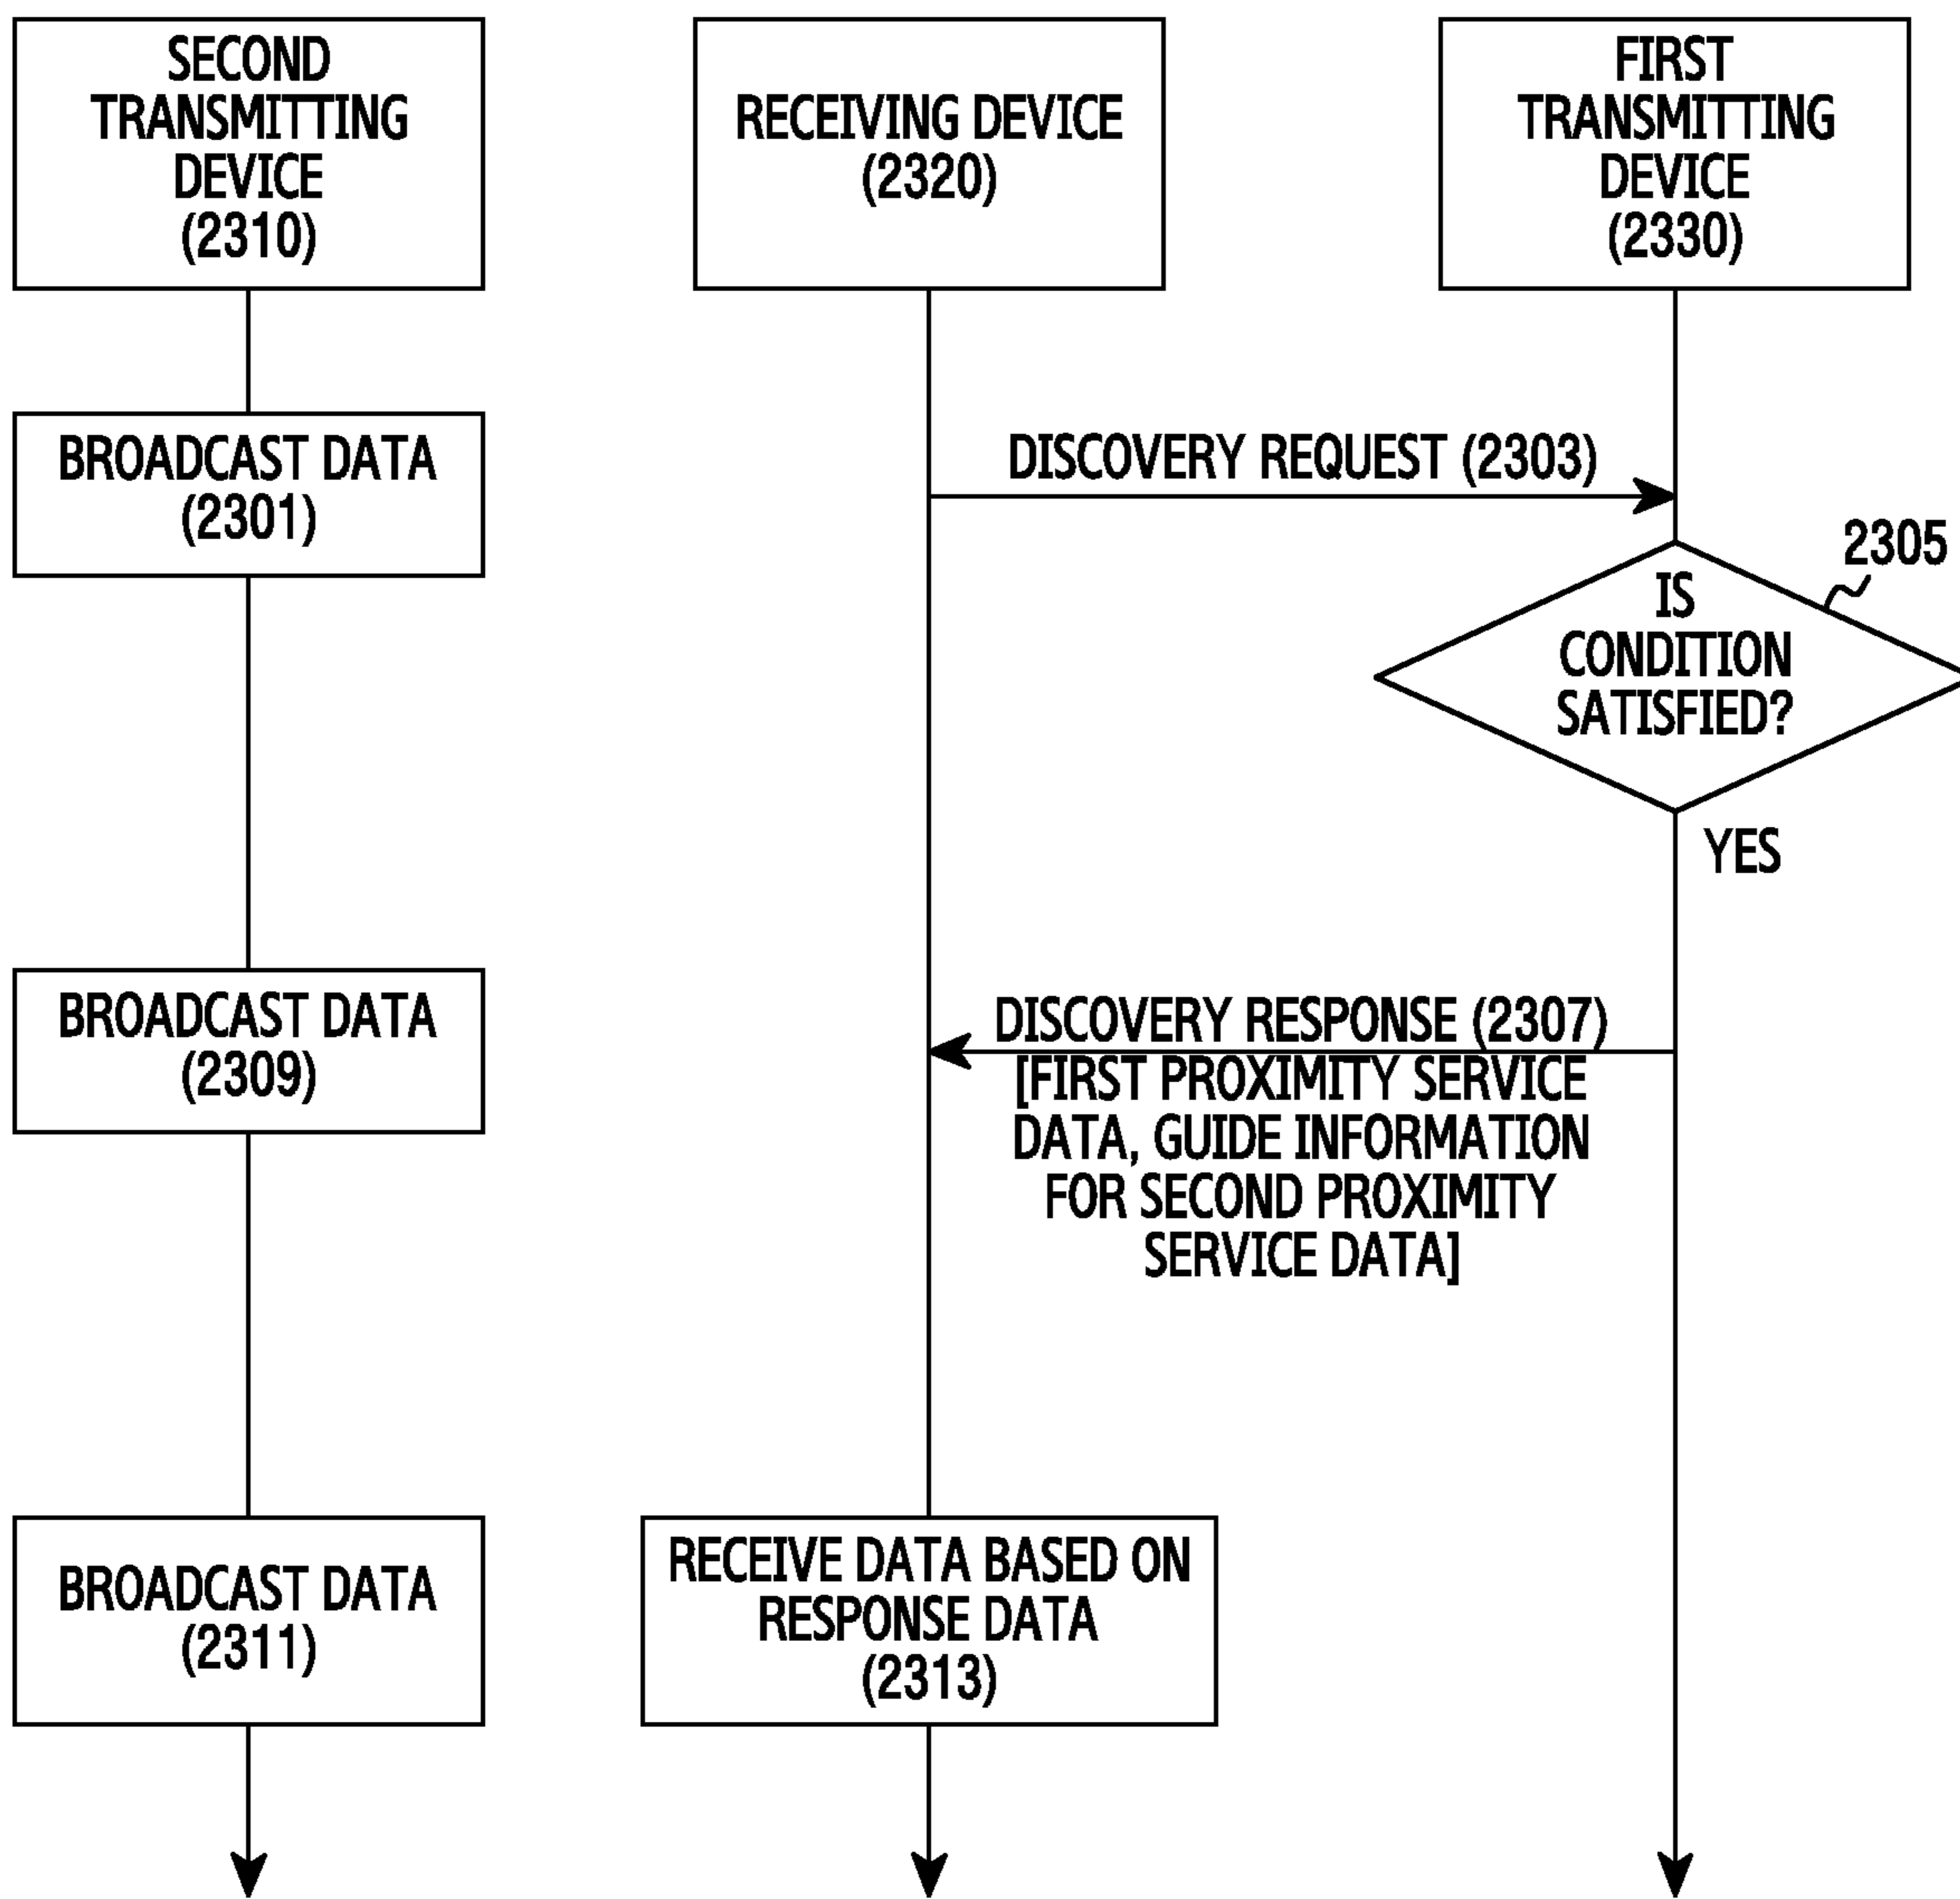 SECOND
TRANSMITTING
DEVICE
(2310)
RECEIVING DEVICE
(2320)
FIRST
TRANSMITTING
DEVICE
(2330)
BROADCAST DATA
(2301)
DISCOVERY REQUEST (2303)
2305
IS
CONDITION
SATISFIED?
YES
BROADCAST DATA
(2309)
DISCOVERY RESPONSE (2307)
[FIRST PROXIMITY SERVICE
DATA, GUIDE INFORMATION
FOR SECOND PROXIMITY
SERVICE DATA]
BROADCAST DATA
(2311)
RECEIVE DATA BASED ON
RESPONSE DATA
(2313)